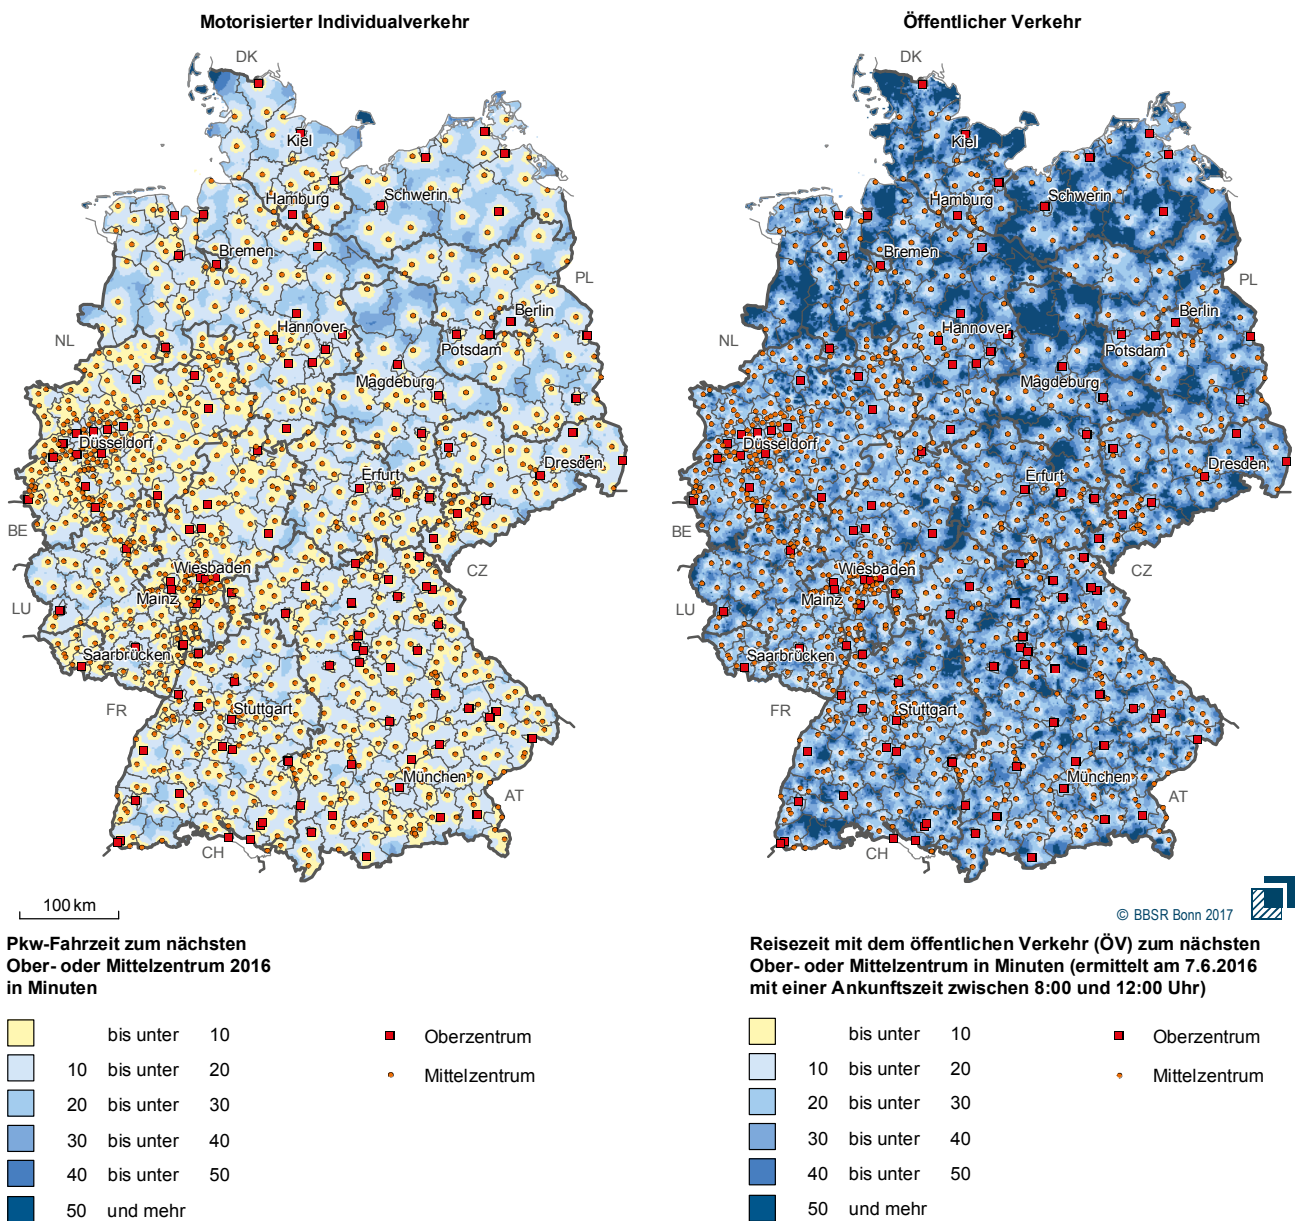 Motorisierter Individualverkehr
Öffentlicher Verkehr
DK
Kiel
Hamburg
Schwerin
Bremen
PL
Berlin
NL
Hannover
Potsdam
Magdeburg
Düsseldorf
Dresden
Erfurt
BE
Wiesbaden
CZ
LU
Mainz
Saarbrücken
FR
Stuttgart
München
AT
CH
DK
Kiel
Hamburg
Schwerin
Bremen
PL
Berlin
NL
Hannover
Potsdam
Magdeburg
Düsseldorf
Dresden
Erfurt
BE
Wiesbaden
CZ
LU
Mainz
Saarbrücken
FR
Stuttgart
München
AT
CH
100 km
© BBSR Bonn 2017
Pkw-Fahrzeit zum nächsten
Ober- oder Mittelzentrum 2016
in Minuten
bis unter 10
10 bis unter 20
20 bis unter 30
30 bis unter 40
40 bis unter 50
50 und mehr
Oberzentrum
Mittelzentrum
Reisezeit mit dem öffentlichen Verkehr (ÖV) zum nächsten
Ober- oder Mittelzentrum in Minuten (ermittelt am 7.6.2016
mit einer Ankunftszeit zwischen 8:00 und 12:00 Uhr)
bis unter 10
10 bis unter 20
20 bis unter 30
30 bis unter 40
40 bis unter 50
50 und mehr
Oberzentrum
Mittelzentrum